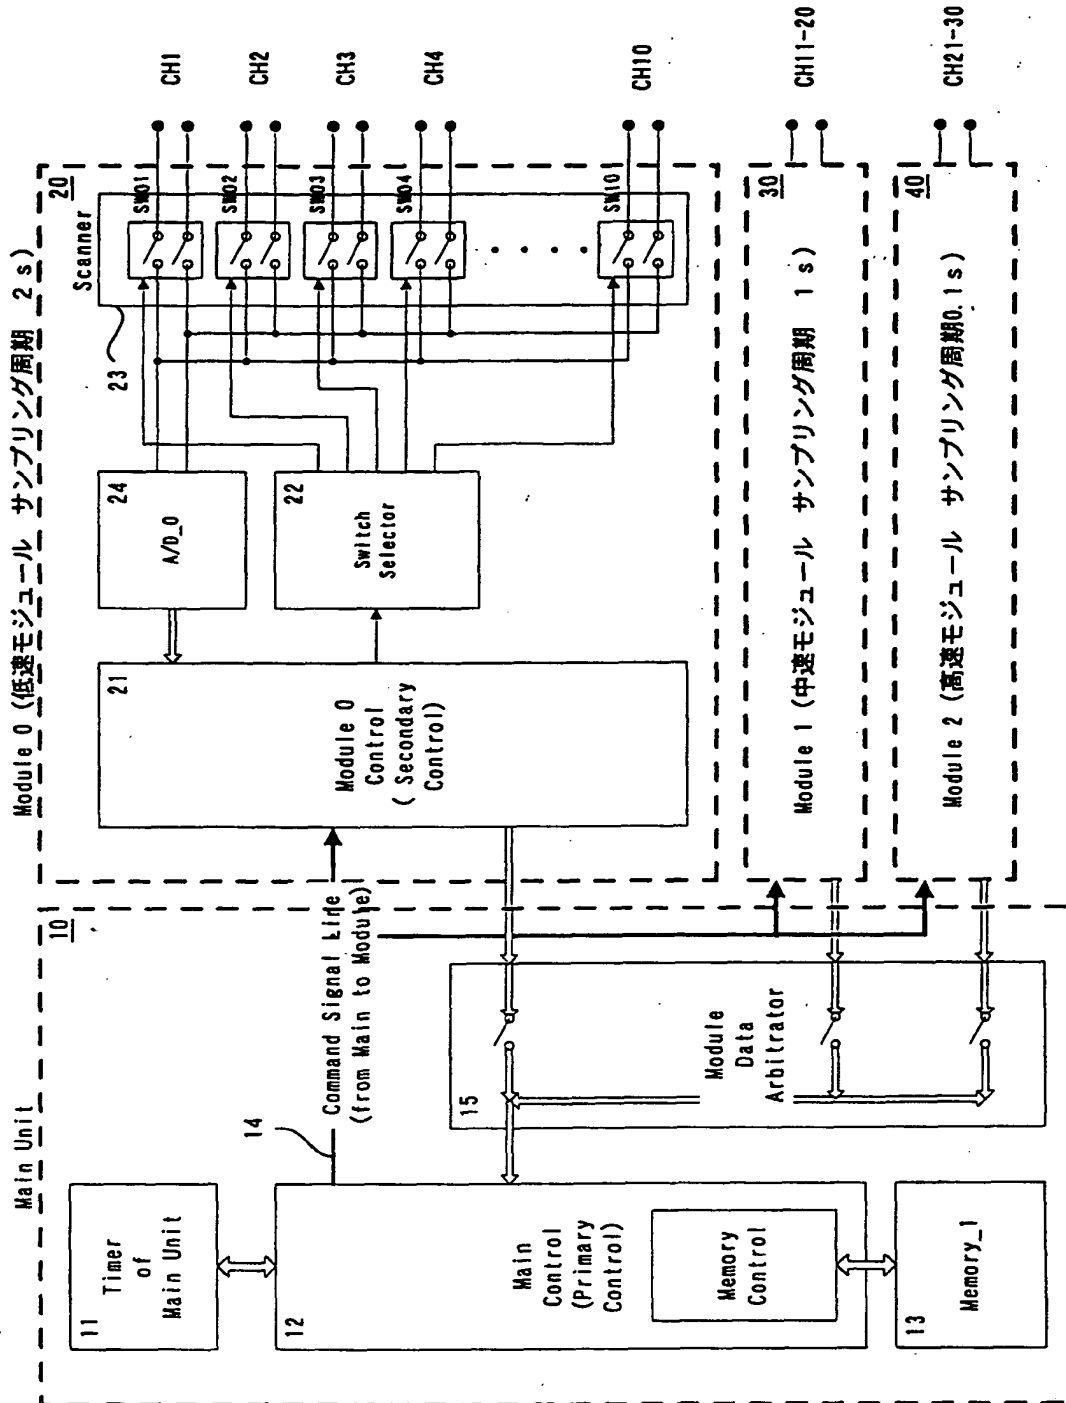 Main Unit
10
11
Timer
of
Main Unit
12
Main
Control
(Primary
Control)
Memory
Control
13
Memory_1
14
Command Signal Line
(from Main to Module)
15
Module
Data
Arbitrator
Module 0 (低速モジュール サンプリング周期 2 s)
20
21
Module 0
Control
( Secondary
Control)
22
Switch
Selector
24
A/D_0
23
Scanner
SW01
SW02
SW03
SW04
SW10
CH1
CH2
CH3
CH4
CH10
30
Module 1 (中速モジュール サンプリング周期 1 s)
CH11-20
40
Module 2 (高速モジュール サンプリング周期0.1s)
CH21-30